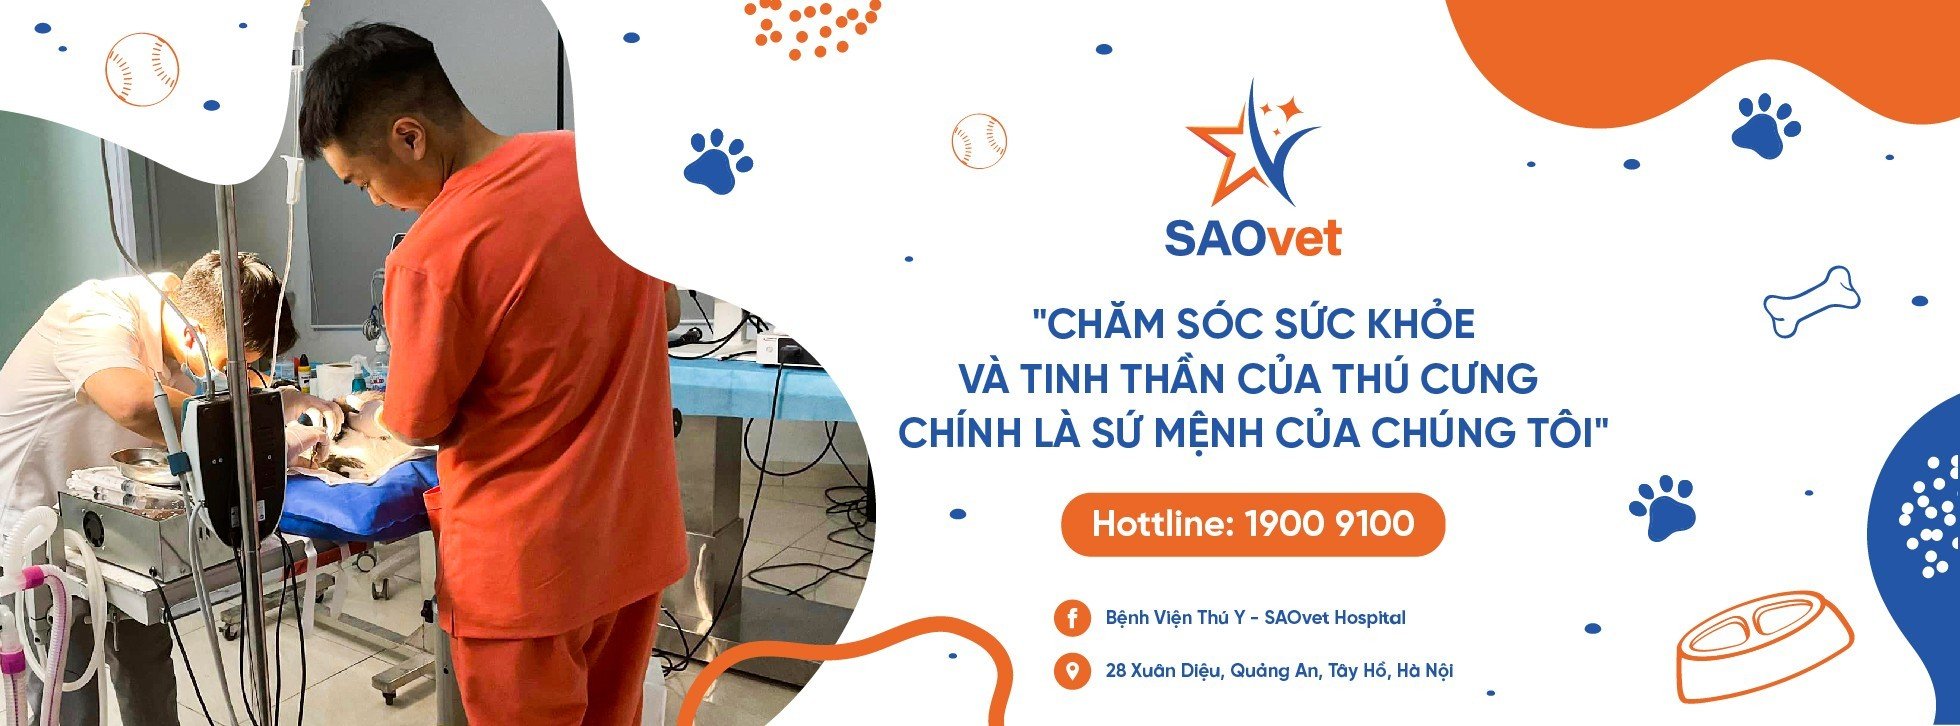 SAOvet
"CHĂM SÓC SỨC KHỎE
VÀ TINH THẦN CỦA THÚ CƯNG
CHÍNH LÀ SỨ MỆNH CỦA CHÚNG TÔI"
Hottline: 1900 9100
Bệnh Viện Thú Y - SAOvet Hospital
28 Xuân Diệu, Quảng An, Tây Hồ, Hà Nội